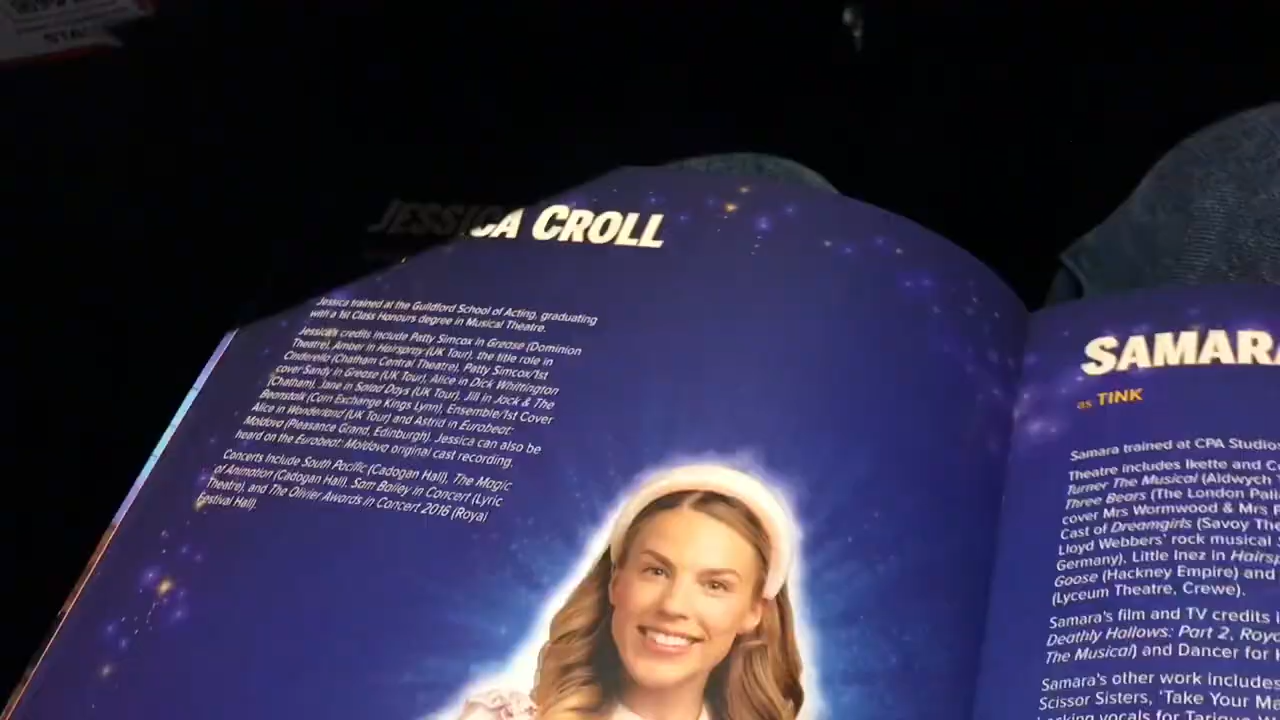 JESSICA CROLL
Jessica trained at the Guildford School of Acting, graduating
with a 1st Class Honours degree in Musical Theatre.
Jessica's credits include Patty Simcox in Grease (Dominion
Theatre), Amber in Hairspray (UK Tour), the title role in
Cinderella (Chatham Central Theatre), Patty Simcox/1st
cover Sandy in Grease (UK Tour), Alice in Dick Whittington
(Chatham), Jane in Salad Days (UK Tour), Jill in Jack & The
Beanstalk (Corn Exchange Kings Lynn), Ensemble/1st Cover
Alice in Wonderland (UK Tour) and Astrid in Eurobeat:
Moldova (Pleasance Grand, Edinburgh). Jessica can also be
heard on the Eurobeat: Moldova original cast recording.
Concerts Include South Pacific (Cadogan Hall), The Magic
of Animation (Cadogan Hall), Sam Bailey in Concert (Lyric
Theatre), and The Olivier Awards in Concert 2016 (Royal
Festival Hall).
SAMARA
as TINK
Samara trained at CPA Studios
Theatre includes Ikette and
Turner The Musical (Aldwych
Three Bears (The London
cover Mrs Wormwood & Mrs
Cast of Dreamgirls (Savoy
Lloyd Webbers' rock musical
Germany), Little Inez in
Goose (Hackney Empire) and
(Lyceum Theatre, Crewe).
Samara's film and TV credits
Deathly Hallows: Part 2,
The Musical) and Dancer for
Samara's other work includes
Scissor Sisters, 'Take Your
vocals for